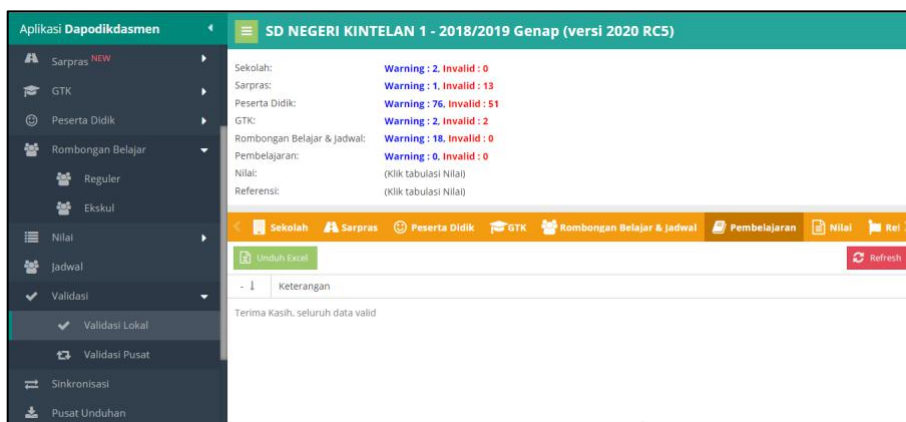 Aplikasi Dapodikdasmen
SD NEGERI KINTELAN 1 - 2018/2019 Genap (versi 2020 RC5)
Sarpras NEW
GTK
Peserta Didik
Rombongan Belajar
Reguler
Ekskul
Nilai
Jadwal
Validasi
Validasi Lokal
Validasi Pusat
Sinkronisasi
Pusat Unduhan
Sekolah: Warning : 2, Invalid : 0
Sarpras: Warning : 1, Invalid : 13
Peserta Didik: Warning : 76, Invalid : 51
GTK: Warning : 2, Invalid : 2
Rombongan Belajar & Jadwal: Warning : 18, Invalid : 0
Pembelajaran: Warning : 0, Invalid : 0
Nilai: (Klik tabulasi Nilai)
Referensi: (Klik tabulasi Nilai)
Sekolah Sarpras Peserta Didik GTK Rombongan Belajar & Jadwal Pembelajaran Nilai
Unduh Excel Refresh
- Keterangan
Terima Kasih, seluruh data valid